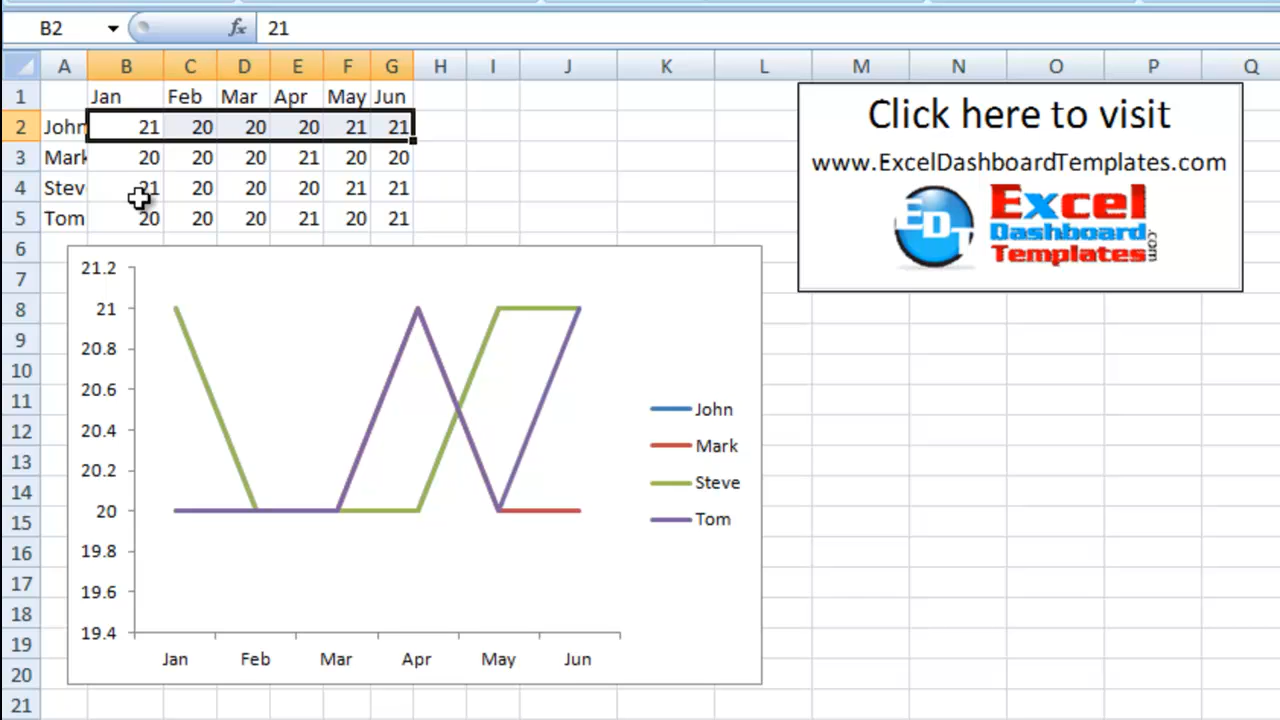 B2 fx 21
A B C D E F G H I J K L M N O P Q
1 Jan Feb Mar Apr May Jun
2 John 21 20 20 20 21 21
3 Mark 20 20 20 21 20 20
4 Stev 21 20 20 20 21 21
5 Tom 20 20 20 21 20 21
6
7
8
9
10
11
12
13
14
15
16
17
18
19
20
21
21.2
21
20.8
20.6
20.4
20.2
20
19.8
19.6
19.4
Jan Feb Mar Apr May Jun
John
Mark
Steve
Tom
Click here to visit
www.ExcelDashboardTemplates.com
EDT
Excel
Dashboard
Templates
.com